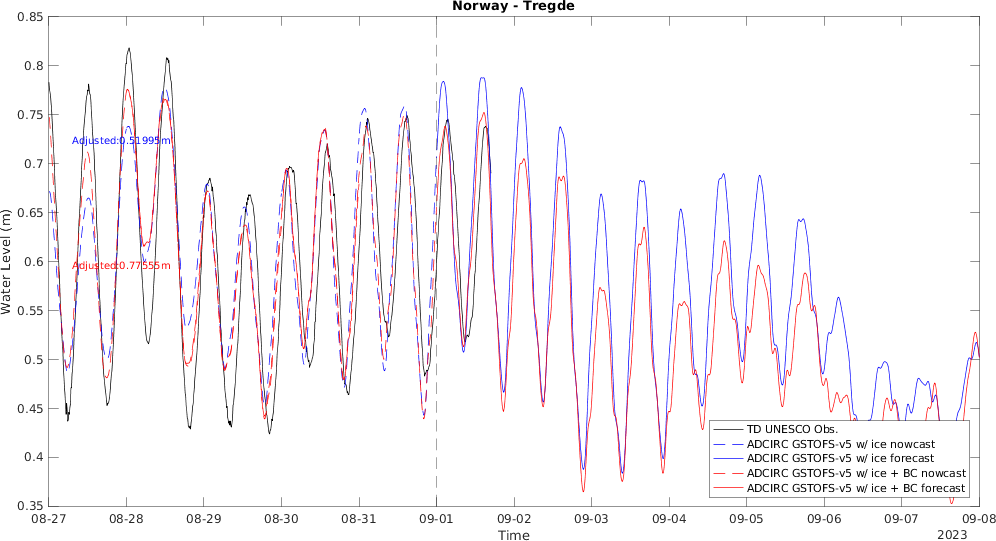 Norway - Tregde
0.85
0.8
0.75
0.7
0.65
0.6
0.55
0.5
0.45
0.4
0.35
Water Level (m)
Adjusted:0.51995m
Adjusted:0.77555m
TD UNESCO Obs.
ADCIRC GSTOFS-v5 w/ ice nowcast
ADCIRC GSTOFS-v5 w/ ice forecast
ADCIRC GSTOFS-v5 w/ ice + BC nowcast
ADCIRC GSTOFS-v5 w/ ice + BC forecast
08-27 08-28 08-29 08-30 08-31 09-01 09-02 09-03 09-04 09-05 09-06 09-07 09-08
Time
2023